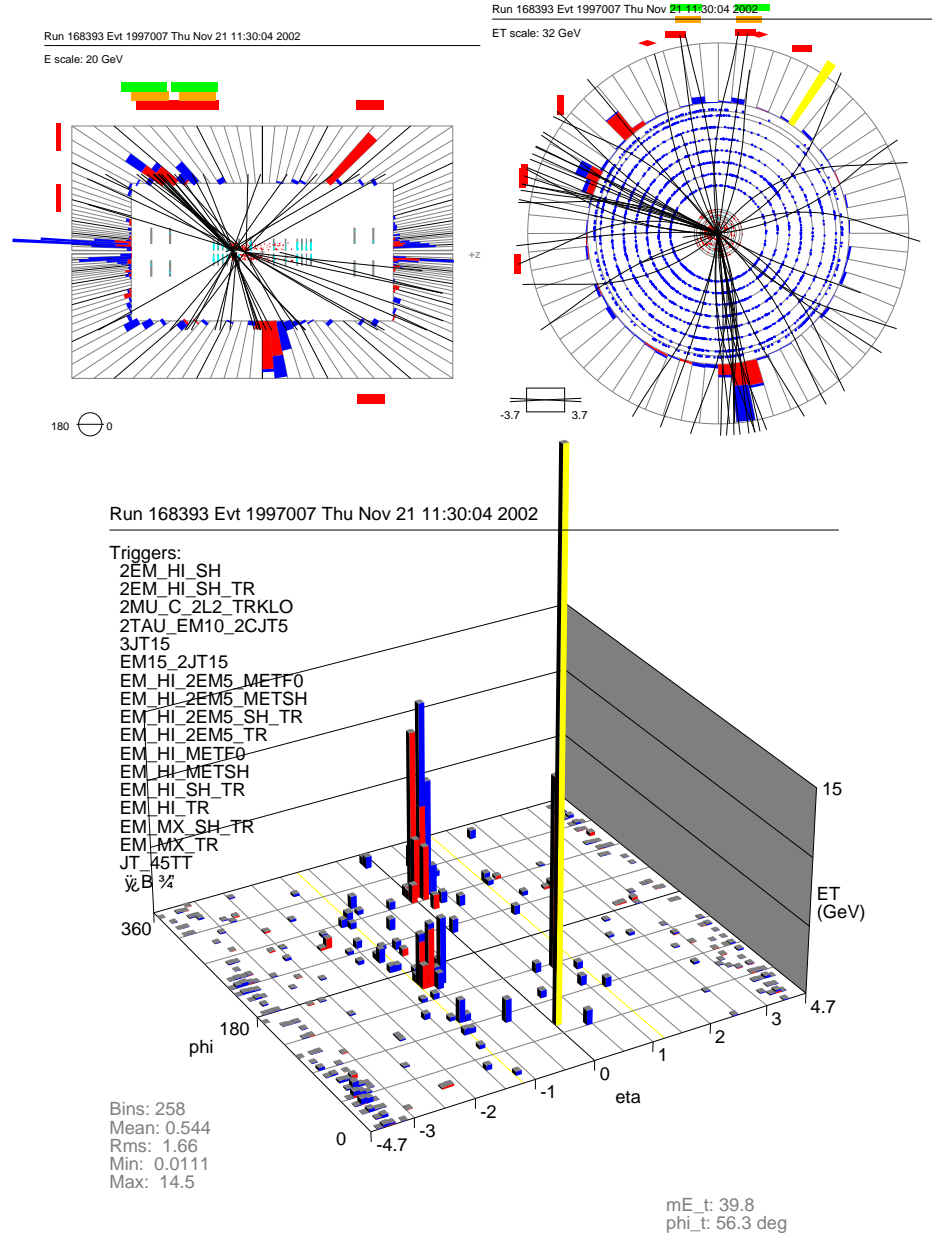 Run 168393 Evt 1997007 Thu Nov 21 11:30:04 2002
E scale: 20 GeV
+z
180 0
Run 168393 Evt 1997007 Thu Nov 21 11:30:04 2002
ET scale: 32 GeV
-3.7 3.7
Run 168393 Evt 1997007 Thu Nov 21 11:30:04 2002
Triggers:
2EM_HI_SH
2EM_HI_SH_TR
2MU_C_2L2_TRKLO
2TAU_EM10_2CJT5
3JT15
EM15_2JT15
EM_HI_2EM5_METF0
EM_HI_2EM5_METSH
EM_HI_2EM5_SH_TR
EM_HI_2EM5_TR
EM_HI_METF0
EM_HI_METSH
EM_HI_SH_TR
EM_HI_TR
EM_MX_SH_TR
EM_MX_TR
JT_45TT
15
ET
(GeV)
360
180
phi
0
-4.7 -3 -2 -1 0 1 2 3 4.7
eta
Bins: 258
Mean: 0.544
Rms: 1.66
Min: 0.0111
Max: 14.5
mE_t: 39.8
phi_t: 56.3 deg